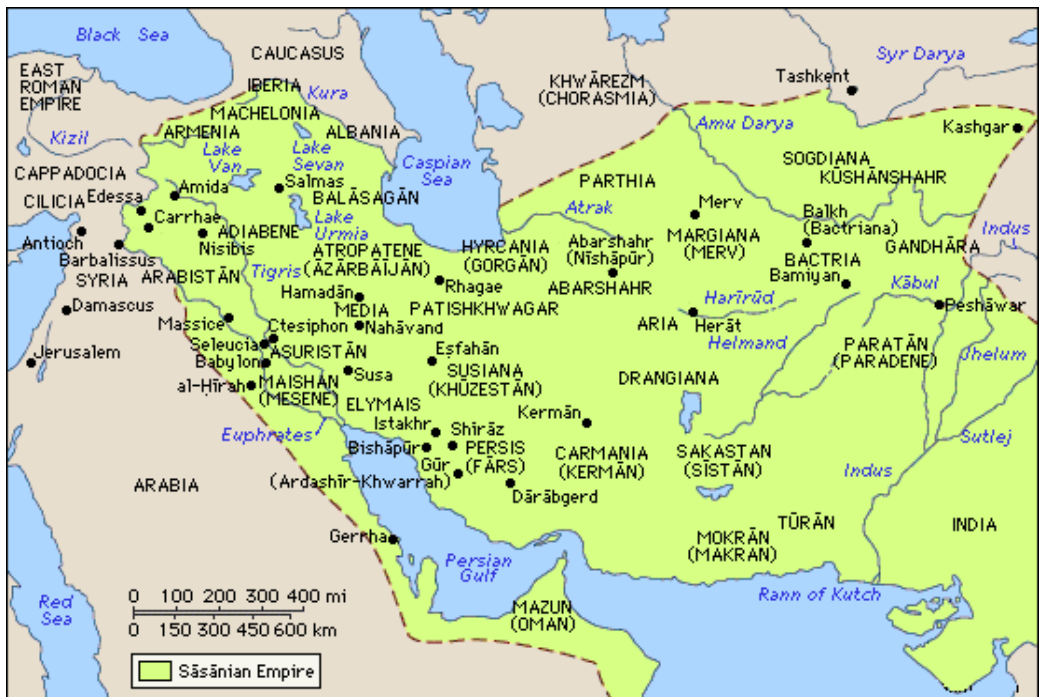 Black Sea
CAUCASUS
Syr Darya
EAST
ROMAN
EMPIRE
KHWĀREZM
(CHORASMIA)
Tashkent
IBERIA
Kura
MACHELONIA
Kizil
ARMENIA
ALBANIA
Amu Darya
Kashgar
Lake
Van
Lake
Sevan
Caspian
Sea
SOGDIANA
KŪSHĀNSHAHR
CAPPADOCIA
PARTHIA
Amida
Salmas
CILICIA
Edessa
BALĀSAGĀN
Merv
Atrak
Balkh
(Bactriana)
Carrhae
Lake
Urmia
ADIABENE
Nisibis
MARGIANA
(MERV)
Indus
Antioch
Barbalissus
ATROPATENE
(ĀZĀRBĀIJĀN)
HYRCANIA
(GORGĀN)
Abarshahr
(Nīshāpūr)
GANDHĀRA
BACTRIA
Bamiyan
SYRIA
ARABISTĀN
Tigris
Rhagae
ABARSHAHR
Kābul
Hamadān
MEDIA
PATISHKHWAGAR
Harīrūd
Peshāwar
Damascus
Massice
Nahāvand
ARIA
Herāt
Helmand
Ctesiphon
Seleucia
ASURISTĀN
PARATĀN
(PARADENE)
Jhelum
Jerusalem
Babylon
Eṣfahān
Susa
SUSIANA
(KHŪZESTĀN)
DRANGIANA
al-Ḥīrah
MAISHĀN
(MESENE)
ELYMAIS
Kermān
Istakhr
Shīrāz
Euphrates
Bishāpūr
PERSIS
(FĀRS)
CARMANIA
(KERMĀN)
SAKASTAN
(SĪSTĀN)
Sutlej
Gūr
(Ardashīr-Khwarrah)
Indus
ARABIA
Dārābgerd
TŪRĀN
INDIA
Gerrha
MOKRĀN
(MAKRAN)
Persian
Gulf
Rann of Kutch
Red
Sea
MAZUN
(OMAN)
0 100 200 300 400 mi
0 150 300 450 600 km
Sāsānian Empire